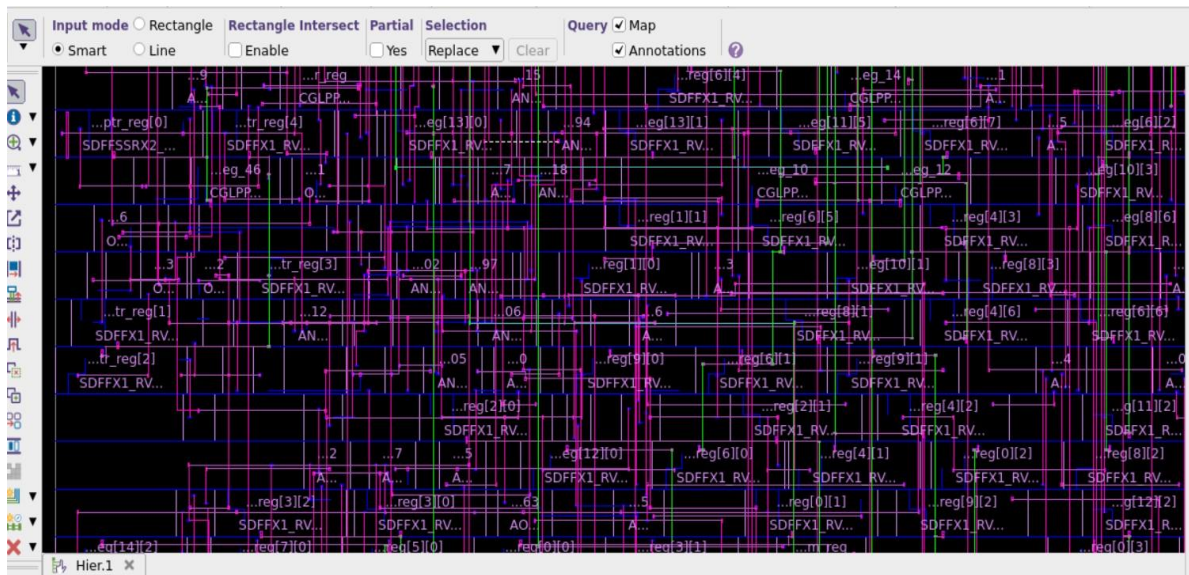 Input mode Rectangle Rectangle Intersect Partial Selection Query Map
Smart Line Enable Yes Replace Clear Annotations
...9 ...r_reg ...15 ...reg[6][4] ...eg_14 ...1
A... CGLPP... AN... SDFFX1_RV... CGLPP... A...
...ptr_reg[0] ...tr_reg[4] ...eg[13][0] ...94 ...eg[13][1] ...eg[11][5] ...reg[6][7] ...5 ...eg[6][2]
SDFFSSRX2_... SDFFX1_RV... SDFFX1_RV... AN... SDFFX1_RV... SDFFX1_RV... SDFFX1_RV... A... SDFFX1_R...
...eg_46 ...1 ...7 ...18 ...eg_10 ...eg_12 ...eg[10][3]
CGLPP... O... A... AN... CGLPP... CGLPP... SDFFX1_RV...
...6 ...reg[1][1] ...reg[6][5] ...reg[4][3] ...eg[8][6]
O... SDFFX1_RV... SDFFX1_RV... SDFFX1_RV... SDFFX1_R...
...3 ...2 ...tr_reg[3] ...02 ...97 ...reg[1][0] ...3 ...eg[10][1] ...reg[8][3]
O... O... SDFFX1_RV... AN... AN... SDFFX1_RV... A... SDFFX1_RV... SDFFX1_RV... A...
...tr_reg[1] ...12 ...06 ...6 ...reg[8][1] ...reg[4][6] ...reg[6][6]
SDFFX1_RV... AN... AN... A... SDFFX1_RV... SDFFX1_RV... SDFFX1_RV...
...tr_reg[2] ...05 ...0 ...reg[9][0] ...reg[6][1] ...reg[9][1] ...4 ...0
SDFFX1_RV... AN... A... SDFFX1_RV... SDFFX1_RV... SDFFX1_RV... A... A...
...reg[2][0] ...reg[2][1] ...reg[4][2] ...g[11][2]
SDFFX1_RV... SDFFX1_RV... SDFFX1_RV... SDFFX1_R...
...2 ...7 ...5 ...eg[12][0] ...reg[6][0] ...reg[4][1] ...reg[0][2] ...reg[8][2]
A... A... A... SDFFX1_RV... SDFFX1_RV... SDFFX1_RV... SDFFX1_RV... SDFFX1_RV...
...reg[3][2] ...reg[3][0] ...63 ...5 ...reg[0][1] ...reg[9][2] ...g[12][2]
SDFFX1_RV... SDFFX1_RV... AO... A... SDFFX1_RV... SDFFX1_RV... SDFFX1_R...
...eg[14][2] ...reg[7][0] ...reg[5][0] ...reg[0][0] ...reg[3][1] ...reg[0][3]
Hier.1